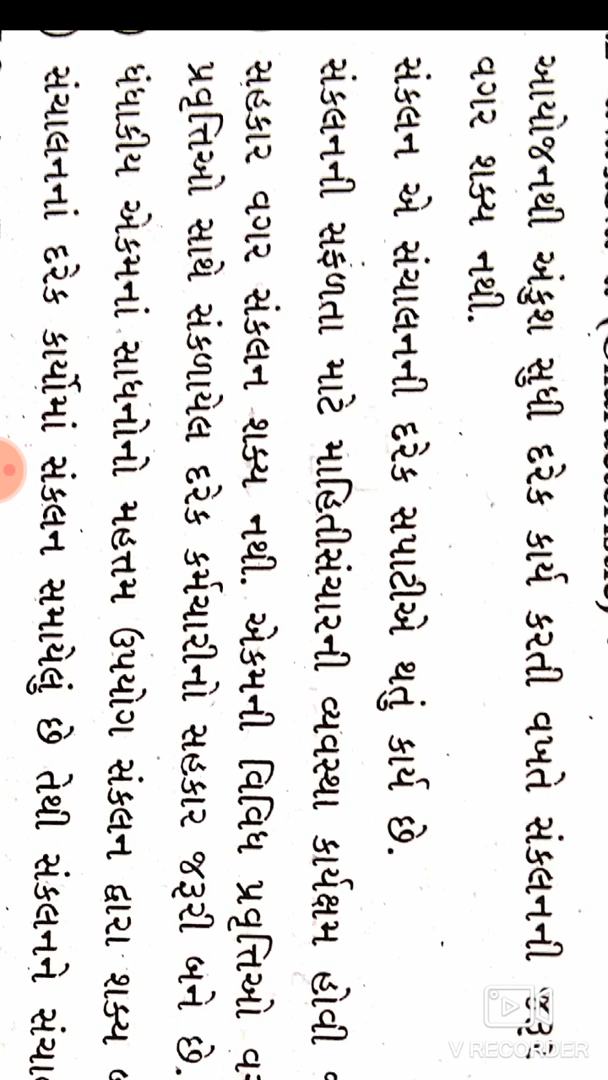 આયોજનથી અંકુશ સુધી દરેક કાર્ય કરતી વખતે સંકલનની
વગર શક્ય નથી.
સંકલન એ સંચાલનની દરેક સપાટીએ થતું કાર્ય છે.
સંકલનની સફળતા માટે માહિતીસંચારની વ્યવસ્થા કાર્યક્ષમ હોવી
સહકાર વગર સંકલન શક્ય નથી. એકમની વિવિધ પ્રવૃત્તિઓ
પ્રવૃત્તિઓ સાથે સંકળાયેલ દરેક કર્મચારીનો સહકાર જરૂરી બને છે.
ધંધાકીય એકમનાં સાધનોનો મહત્તમ ઉપયોગ સંકલન દ્વારા શક્ય
સંચાલનનાં દરેક કાર્યોમાં સંકલન સમાયેલું છે તેથી સંકલનને
V RECORDER